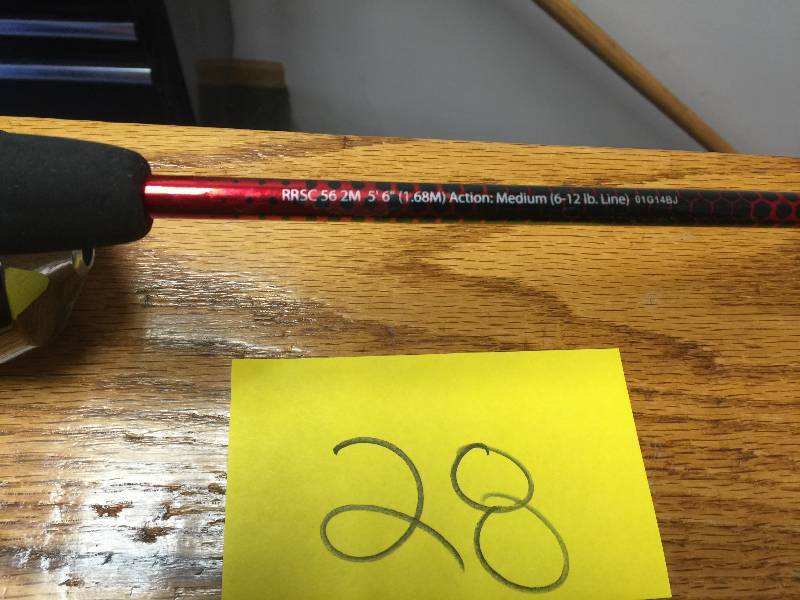 RRSC 56 2M 5' 6" (1.68M) Action: Medium (6-12 lb. Line) 01G14BJ
28